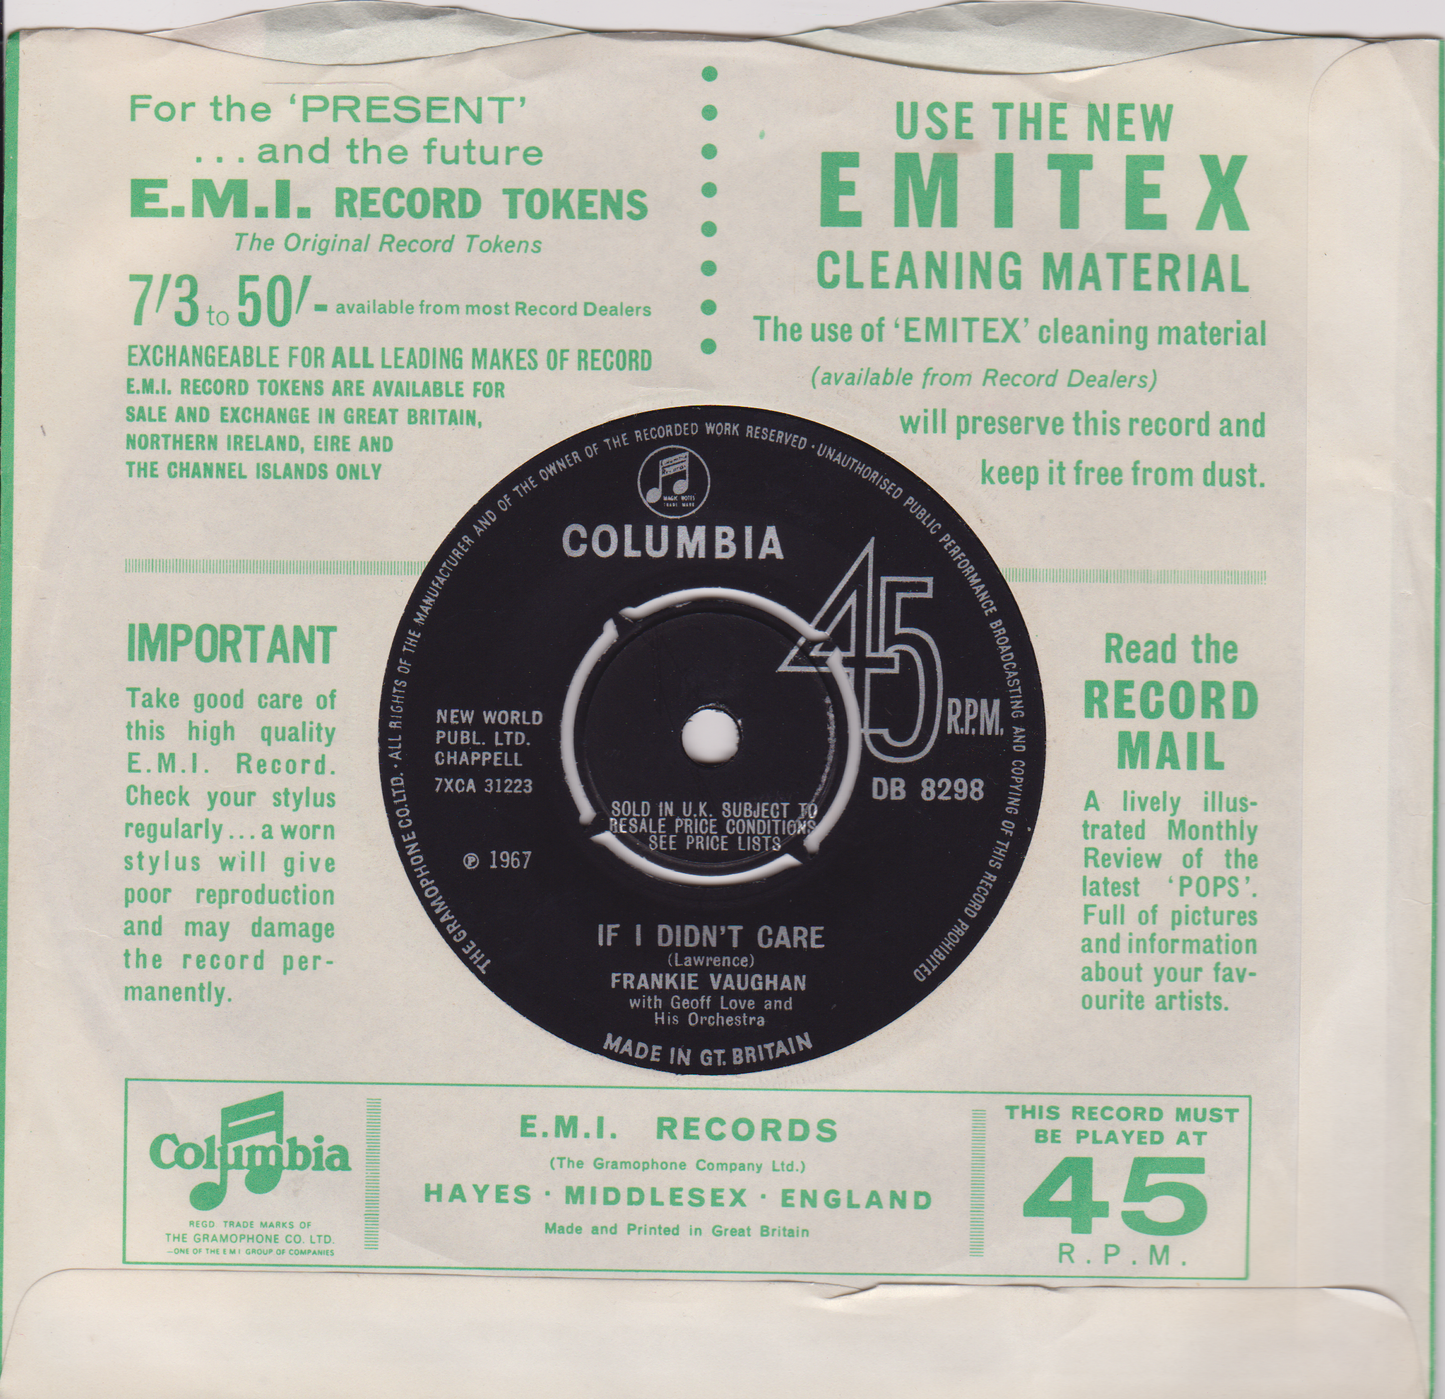 For the 'PRESENT'
...and the future
E.M.I. RECORD TOKENS
The Original Record Tokens
7/3 to 50/- available from most Record Dealers
EXCHANGEABLE FOR ALL LEADING MAKES OF RECORD
E.M.I. RECORD TOKENS ARE AVAILABLE FOR
SALE AND EXCHANGE IN GREAT BRITAIN,
NORTHERN IRELAND, EIRE AND
THE CHANNEL ISLANDS ONLY
USE THE NEW
EMITEX
CLEANING MATERIAL
The use of 'EMITEX' cleaning material
(available from Record Dealers)
will preserve this record and
keep it free from dust.
IMPORTANT
Take good care of
this high quality
E.M.I. Record.
Check your stylus
regularly...a worn
stylus will give
poor reproduction
and may damage
the record per-
manently.
THE GRAMOPHONE CO. LTD. · ALL RIGHTS OF THE MANUFACTURER AND OF THE OWNER OF THE RECORDED WORK RESERVED · UNAUTHORISED PUBLIC PERFORMANCE BROADCASTING AND COPYING OF THIS RECORD PROHIBITED
MAGIC NOTES
TRADE MARK
COLUMBIA
45 R.P.M.
NEW WORLD
PUBL. LTD.
CHAPPELL
7XCA 31223
℗ 1967
DB 8298
SOLD IN U.K. SUBJECT TO
RESALE PRICE CONDITIONS
SEE PRICE LISTS
IF I DIDN'T CARE
(Lawrence)
FRANKIE VAUGHAN
with Geoff Love and
His Orchestra
MADE IN GT. BRITAIN
Read the
RECORD
MAIL
A lively illus-
trated Monthly
Review of the
latest 'POPS'.
Full of pictures
and information
about your fav-
ourite artists.
Columbia
REGD TRADE MARKS OF
THE GRAMOPHONE CO. LTD.
—ONE OF THE E M I GROUP OF COMPANIES
E.M.I. RECORDS
(The Gramophone Company Ltd.)
HAYES · MIDDLESEX · ENGLAND
Made and Printed in Great Britain
THIS RECORD MUST
BE PLAYED AT
45
R.P.M.